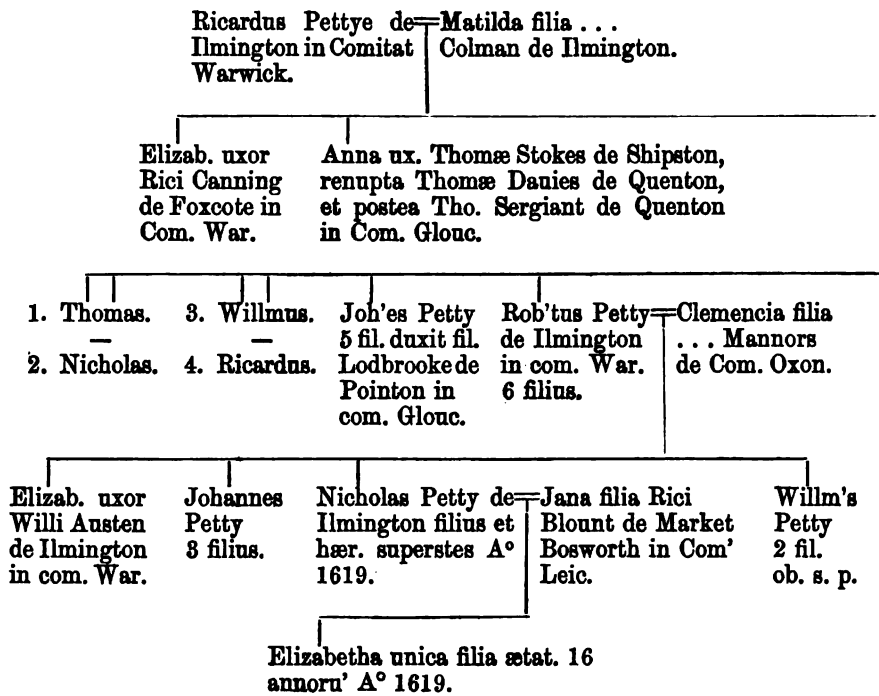 Ricardus Pettye de
Ilmington in Comitat
Warwick.
Matilda filia . . .
Colman de Ilmington.
Elizab. uxor
Rici Canning
de Foxcote in
Com. War.
Anna ux. Thomæ Stokes de Shipston,
renupta Thomæ Dauies de Quenton,
et postea Tho. Sergiant de Quenton
in Com. Glouc.
1. Thomas.
—
2. Nicholas.
3. Willmus.
—
4. Ricardus.
Joh'es Petty
5 fil. duxit fil.
Lodbrooke de
Pointon in
com. Glouc.
Rob'tus Petty
de Ilmington
in com. War.
6 filius.
Clemencia filia
. . . Mannors
de Com. Oxon.
Elizab. uxor
Willi Austen
de Ilmington
in com. War.
Johannes
Petty
3 filius.
Nicholas Petty de
Ilmington filius et
hær. superstes Aº
1619.
Jana filia Rici
Blount de Market
Bosworth in Com'
Leic.
Willm's
Petty
2 fil.
ob. s. p.
Elizabetha unica filia ætat. 16
annoru' Aº 1619.